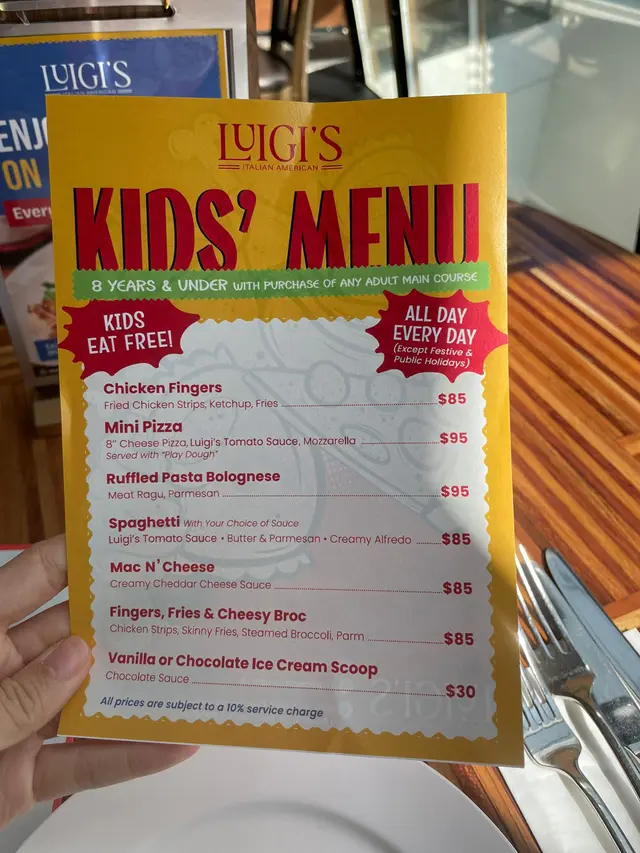 LUIGI'S
ITALIAN AMERICAN
ENJ
ON
Every
LUIGI'S
ITALIAN AMERICAN
KIDS' MENU
8 YEARS & UNDER WITH PURCHASE OF ANY ADULT MAIN COURSE
KIDS
EAT FREE!
ALL DAY
EVERY DAY
(Except Festive &
Public Holidays)
Chicken Fingers
Fried Chicken Strips, Ketchup, Fries $85
Mini Pizza
8" Cheese Pizza, Luigi's Tomato Sauce, Mozzarella $95
Served with "Play Dough"
Ruffled Pasta Bolognese
Meat Ragu, Parmesan $95
Spaghetti With Your Choice of Sauce
Luigi's Tomato Sauce • Butter & Parmesan • Creamy Alfredo $85
Mac N' Cheese
Creamy Cheddar Cheese Sauce $85
Fingers, Fries & Cheesy Broc
Chicken Strips, Skinny Fries, Steamed Broccoli, Parm $85
Vanilla or Chocolate Ice Cream Scoop
Chocolate Sauce $30
All prices are subject to a 10% service charge